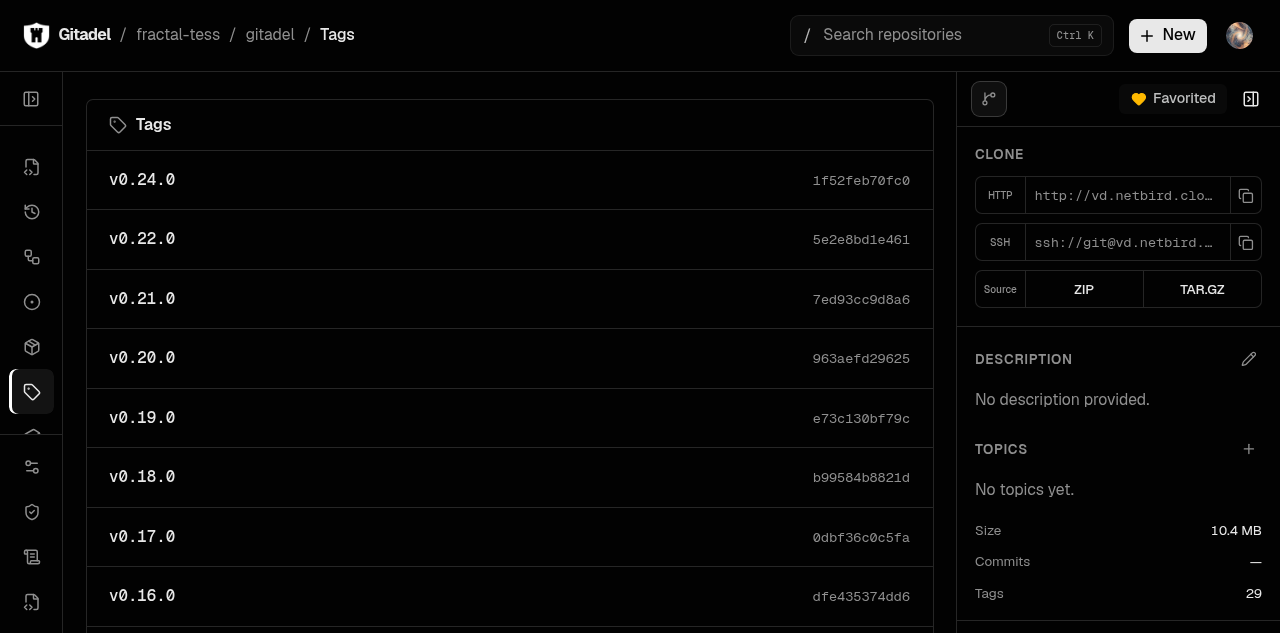 Gitadel / fractal-tess / gitadel / Tags
/ Search repositories Ctrl K
New
Favorited
Tags
v0.24.0 1f52feb70fc0
v0.22.0 5e2e8bd1e461
v0.21.0 7ed93cc9d8a6
v0.20.0 963aefd29625
v0.19.0 e73c130bf79c
v0.18.0 b99584b8821d
v0.17.0 0dbf36c0c5fa
v0.16.0 dfe435374dd6
CLONE
HTTP http://vd.netbird.clo…
SSH ssh://git@vd.netbird.…
Source ZIP TAR.GZ
DESCRIPTION
No description provided.
TOPICS
No topics yet.
Size 10.4 MB
Commits —
Tags 29